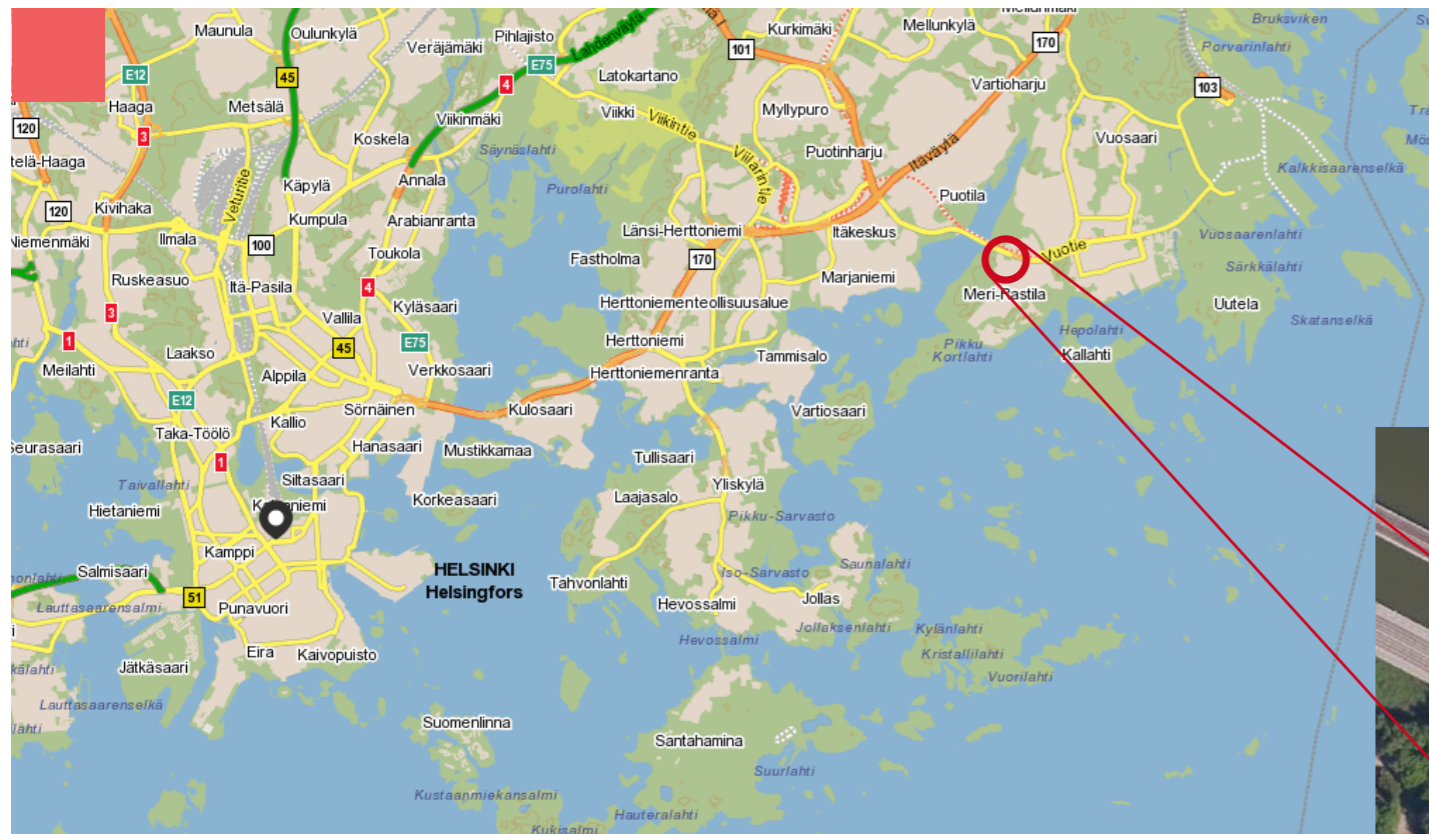 Maunula
Oulunkylä
Veräjämäki
Pihlajisto
Lahdenväylä
Kurkimäki
Mellunkylä
Bruksviken
Porvarinlahti
E12
45
4
E75
101
170
103
Latokartano
Vartioharju
Haaga
Metsälä
Viikinmäki
Viikki
Viikintie
Myllypuro
120
3
Koskela
Säynäslahti
Viilarintie
Puotinharju
Itäväylä
Vuosaari
Kalkkisaarenselkä
Käpylä
Annala
Purolahti
Puotila
120
Kivihaka
Veturitie
Kumpula
Arabianranta
Länsi-Herttoniemi
Itäkeskus
Vuosaarenlahti
Niemenmäki
Ilmala
100
Toukola
Fastholma
170
Vuotie
Särkkälahti
Ruskeasuo
Itä-Pasila
4
Kyläsaari
Marjaniemi
Meri-Rastila
Uutela
3
Vallila
Herttoniementeollisuusalue
Skatanselkä
1
Laakso
45
E75
Herttoniemi
Hepolahti
Pikku
Kortlahti
Kallahti
Meilahti
Alppila
Verkkosaari
Herttoniemenranta
Tammisalo
E12
Kallio
Sörnäinen
Kulosaari
Vartiosaari
Taka-Töölö
Hanasaari
Mustikkamaa
Tullisaari
1
Siltasaari
Taivallahti
Hietaniemi
Korkeasaari
Laajasalo
Yliskylä
Pikku-Sarvasto
Kamppi
Salmisaari
HELSINKI
Helsingfors
Tahvonlahti
Iso-Sarvasto
Saunalahti
51
Lauttasaarensalmi
Punavuori
Hevossalmi
Jollas
Eira
Kaivopuisto
Hevossalmi
Jollaksenlahti
Kylänlahti
Kristallilahti
Jätkäsaari
Vuorilahti
Lauttasaarenselkä
Suomenlinna
Santahamina
Suurlahti
Kustaanmiekansalmi
Hauteralahti
Kukisalmi